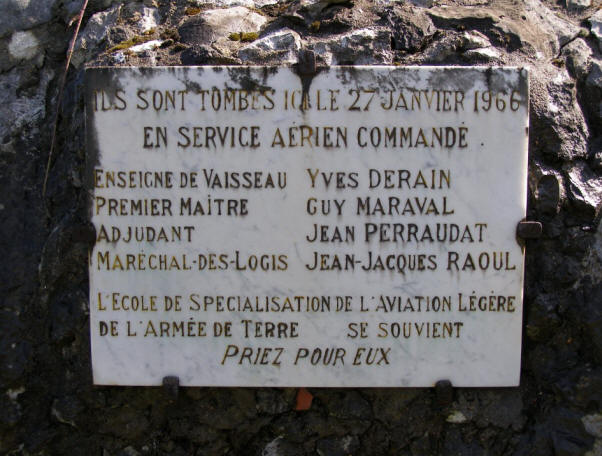 ILS SONT TOMBÉS ICI LE 27 JANVIER 1966
EN SERVICE AÉRIEN COMMANDÉ.
ENSEIGNE DE VAISSEAU YVES DERAIN
PREMIER MAÎTRE GUY MARAVAL
ADJUDANT JEAN PERRAUDAT
MARÉCHAL-DES-LOGIS JEAN-JACQUES RAOUL
L'ECOLE DE SPECIALISATION DE L'AVIATION LÉGÈRE
DE L'ARMÉE DE TERRE SE SOUVIENT
PRIEZ POUR EUX